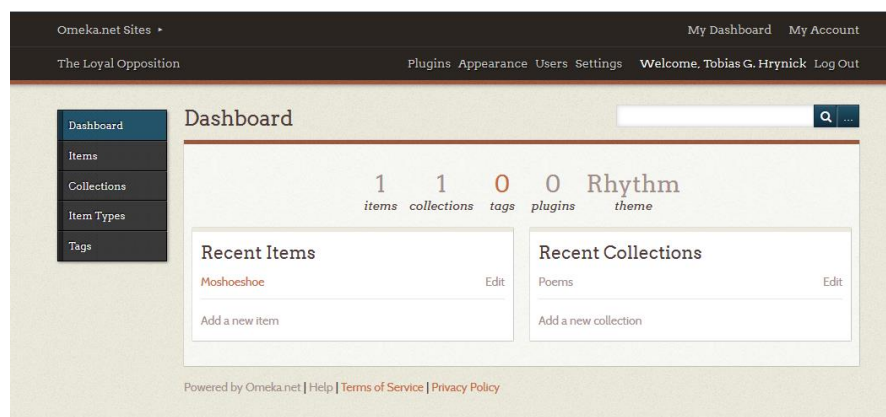 Omeka.net Sites ▸ My Dashboard My Account
The Loyal Opposition Plugins Appearance Users Settings Welcome, Tobias G. Hrynick Log Out
Dashboard
Items
Collections
Item Types
Tags
Dashboard
...
1 1 0 0 Rhythm
items collections tags plugins theme
Recent Items
Moshoeshoe Edit
Add a new item
Recent Collections
Poems Edit
Add a new collection
Powered by Omeka.net | Help | Terms of Service | Privacy Policy